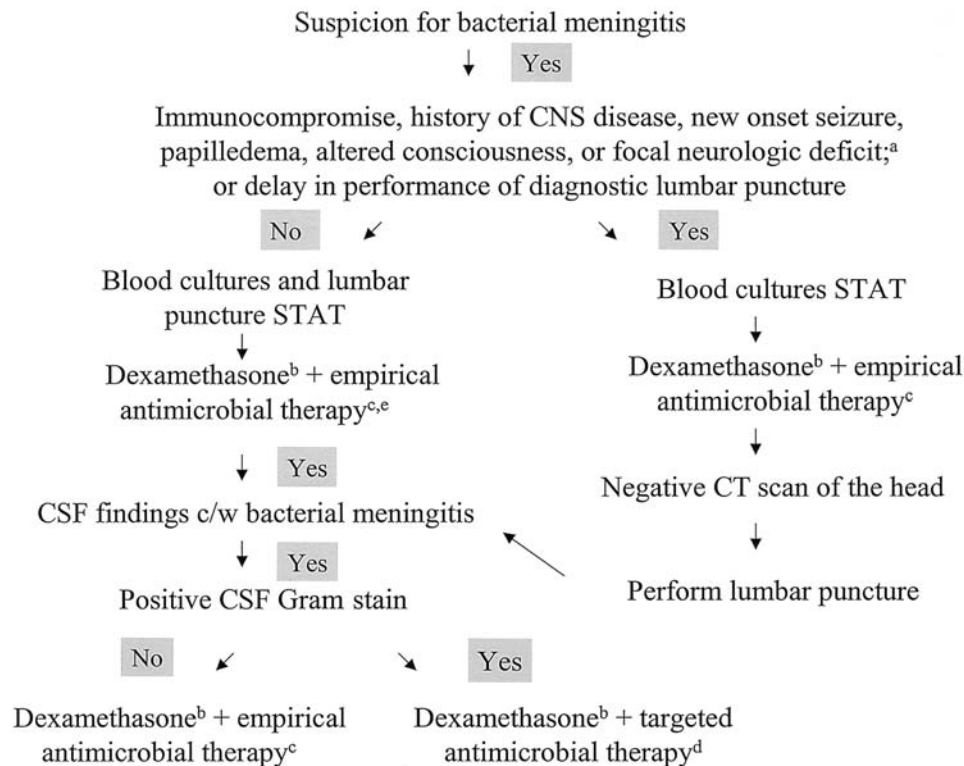 Suspicion for bacterial meningitis
Yes
Immunocompromise, history of CNS disease, new onset seizure,
papilledema, altered consciousness, or focal neurologic deficit;ᵃ
or delay in performance of diagnostic lumbar puncture
No
Yes
Blood cultures and lumbar
puncture STAT
Blood cultures STAT
Dexamethasoneᵇ + empirical
antimicrobial therapyᶜ,ᵉ
Dexamethasoneᵇ + empirical
antimicrobial therapyᶜ
Yes
Negative CT scan of the head
CSF findings c/w bacterial meningitis
Yes
Perform lumbar puncture
Positive CSF Gram stain
No
Yes
Dexamethasoneᵇ + empirical
antimicrobial therapyᶜ
Dexamethasoneᵇ + targeted
antimicrobial therapyᵈ